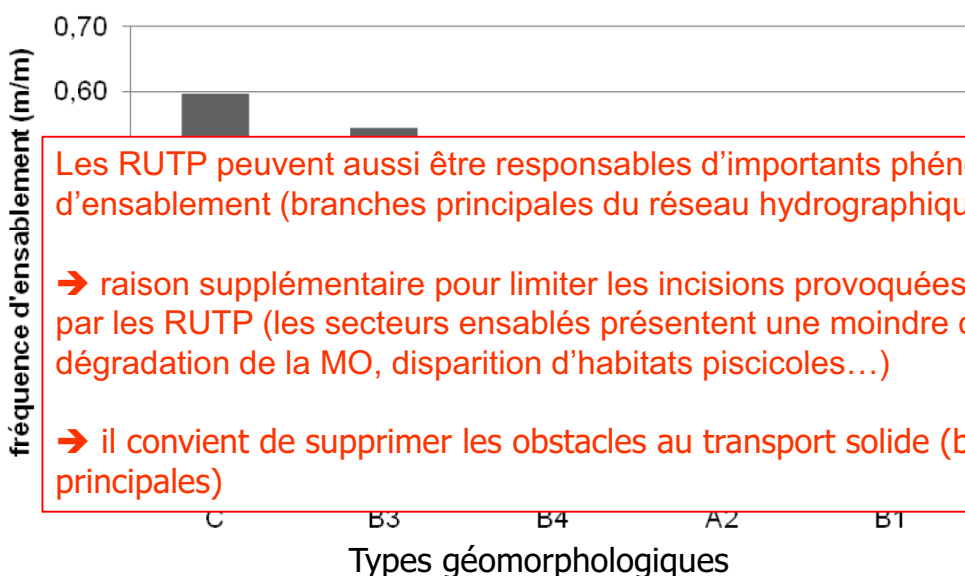 0,70
0,60
fréquence d'ensablement (m/m)
Les RUTP peuvent aussi être responsables d'importants
d'ensablement (branches principales du réseau
➔ raison supplémentaire pour limiter les incisions provoquées
par les RUTP (les secteurs ensablés présentent une moindre
dégradation de la MO, disparition d'habitats piscicoles…)
➔ il convient de supprimer les obstacles au transport solide
principales)
C B3 B4 A2 B1
Types géomorphologiques